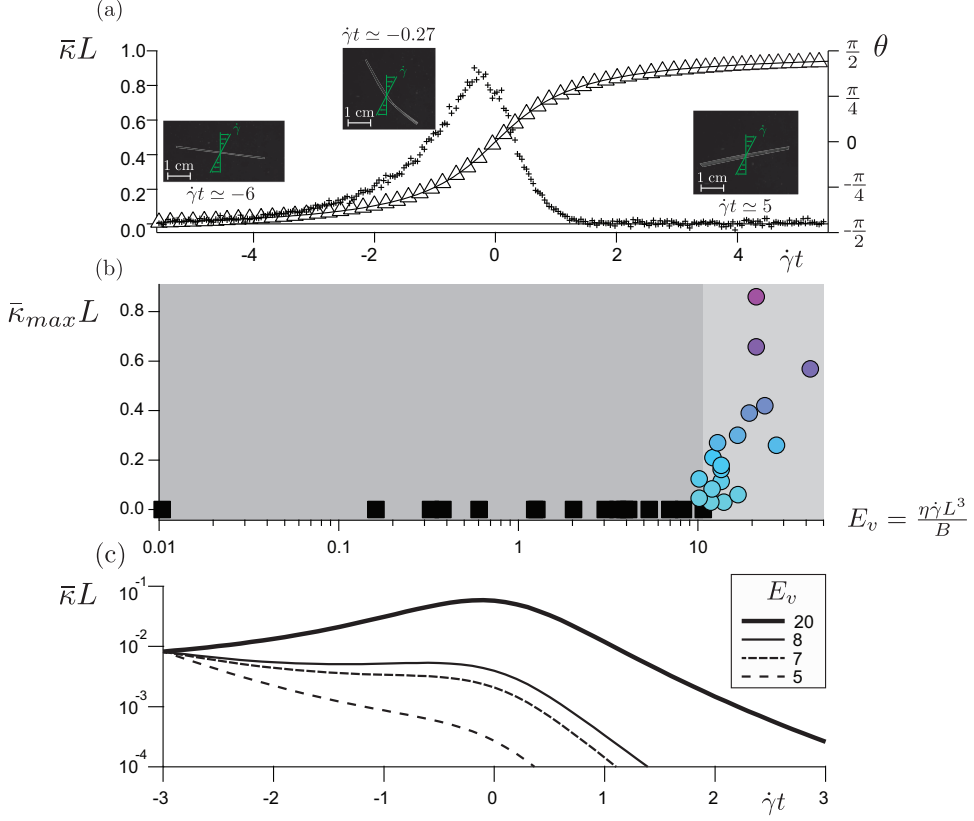 (a)
κ̄L
1.0
0.8
0.6
0.4
0.2
0.0
γ̇t ≃ −0.27
γ̇
1 cm
γ̇
1 cm
γ̇t ≃ −6
γ̇
1 cm
γ̇t ≃ 5
π/2 θ
π/4
0
-π/4
-π/2
-4 -2 0 2 4 γ̇t
(b)
κ̄maxL
0.8
0.6
0.4
0.2
0.0
0.01 0.1 1 10
Ev = ηγ̇L³/B
(c)
κ̄L
10⁻¹
10⁻²
10⁻³
10⁻⁴
Ev
20
8
7
5
-3 -2 -1 0 1 2 γ̇t 3